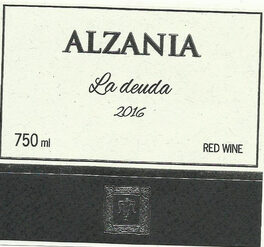 ALZANIA
La deuda
2016
750 ml RED WINE